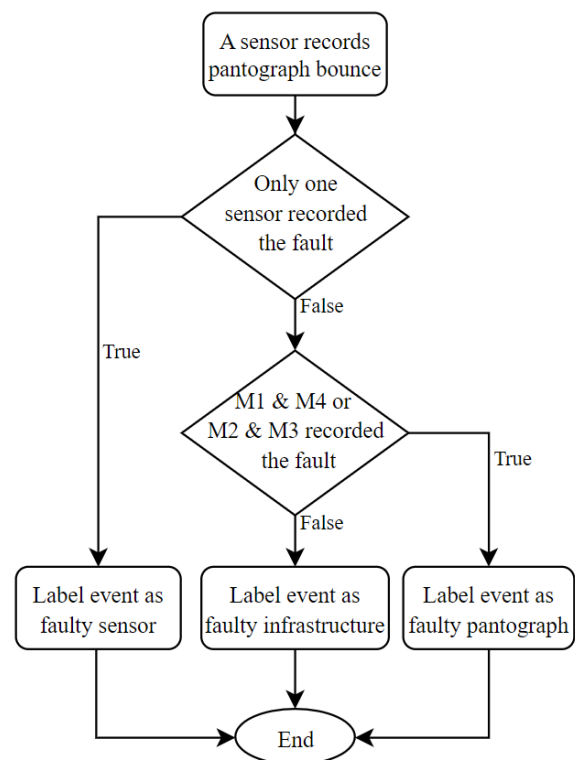 A sensor records
pantograph bounce
Only one
sensor recorded
the fault
False
True
M1 & M4 or
M2 & M3 recorded
the fault
True
False
Label event as
faulty sensor
Label event as
faulty infrastructure
Label event as
faulty pantograph
End